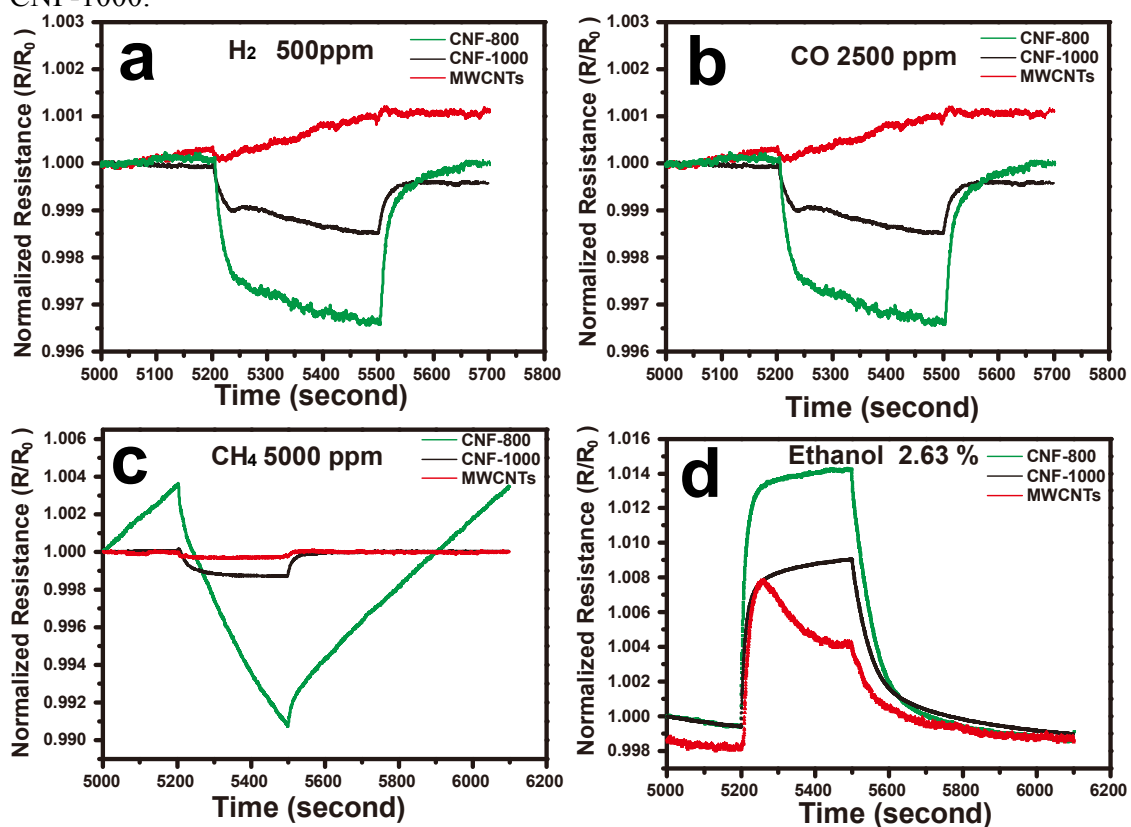 CNF-1000.
a
H2 500ppm
CNF-800
CNF-1000
MWCNTs
Normalized Resistance (R/R0 )
1.003
1.002
1.001
1.000
0.999
0.998
0.997
0.996
5000 5100 5200 5300 5400 5500 5600 5700 5800
Time (second)
b
CO 2500 ppm
CNF-800
CNF-1000
MWCNTs
Normalized Resistance (R/R0 )
1.003
1.002
1.001
1.000
0.999
0.998
0.997
0.996
5000 5100 5200 5300 5400 5500 5600 5700 5800
Time (second)
c
CH4 5000 ppm
CNF-800
CNF-1000
MWCNTs
Normalized Resistance (R/R0 )
1.006
1.004
1.002
1.000
0.998
0.996
0.994
0.992
0.990
5000 5200 5400 5600 5800 6000 6200
Time (second)
d
Ethanol 2.63 %
CNF-800
CNF-1000
MWCNTs
Normalized Resistance (R/R0 )
1.016
1.014
1.012
1.010
1.008
1.006
1.004
1.002
1.000
0.998
5000 5200 5400 5600 5800 6000 6200
Time (second)